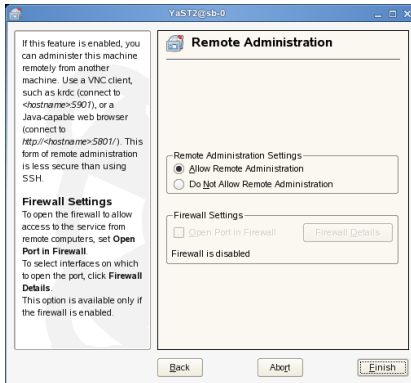 YaST2@sb-0
If this feature is enabled, you
can administer this machine
remotely from another
machine. Use a VNC client,
such as krdc (connect to
<hostname>:5901), or a
Java-capable web browser
(connect to
http://<hostname>:5801/). This
form of remote administration
is less secure than using
SSH.
Firewall Settings
To open the firewall to allow
access to the service from
remote computers, set Open
Port in Firewall.
To select interfaces on which
to open the port, click Firewall
Details.
This option is available only if
the firewall is enabled.
Remote Administration
Remote Administration Settings
Allow Remote Administration
Do Not Allow Remote Administration
Firewall Settings
Open Port in Firewall
Firewall Details
Firewall is disabled
Back
Abort
Finish